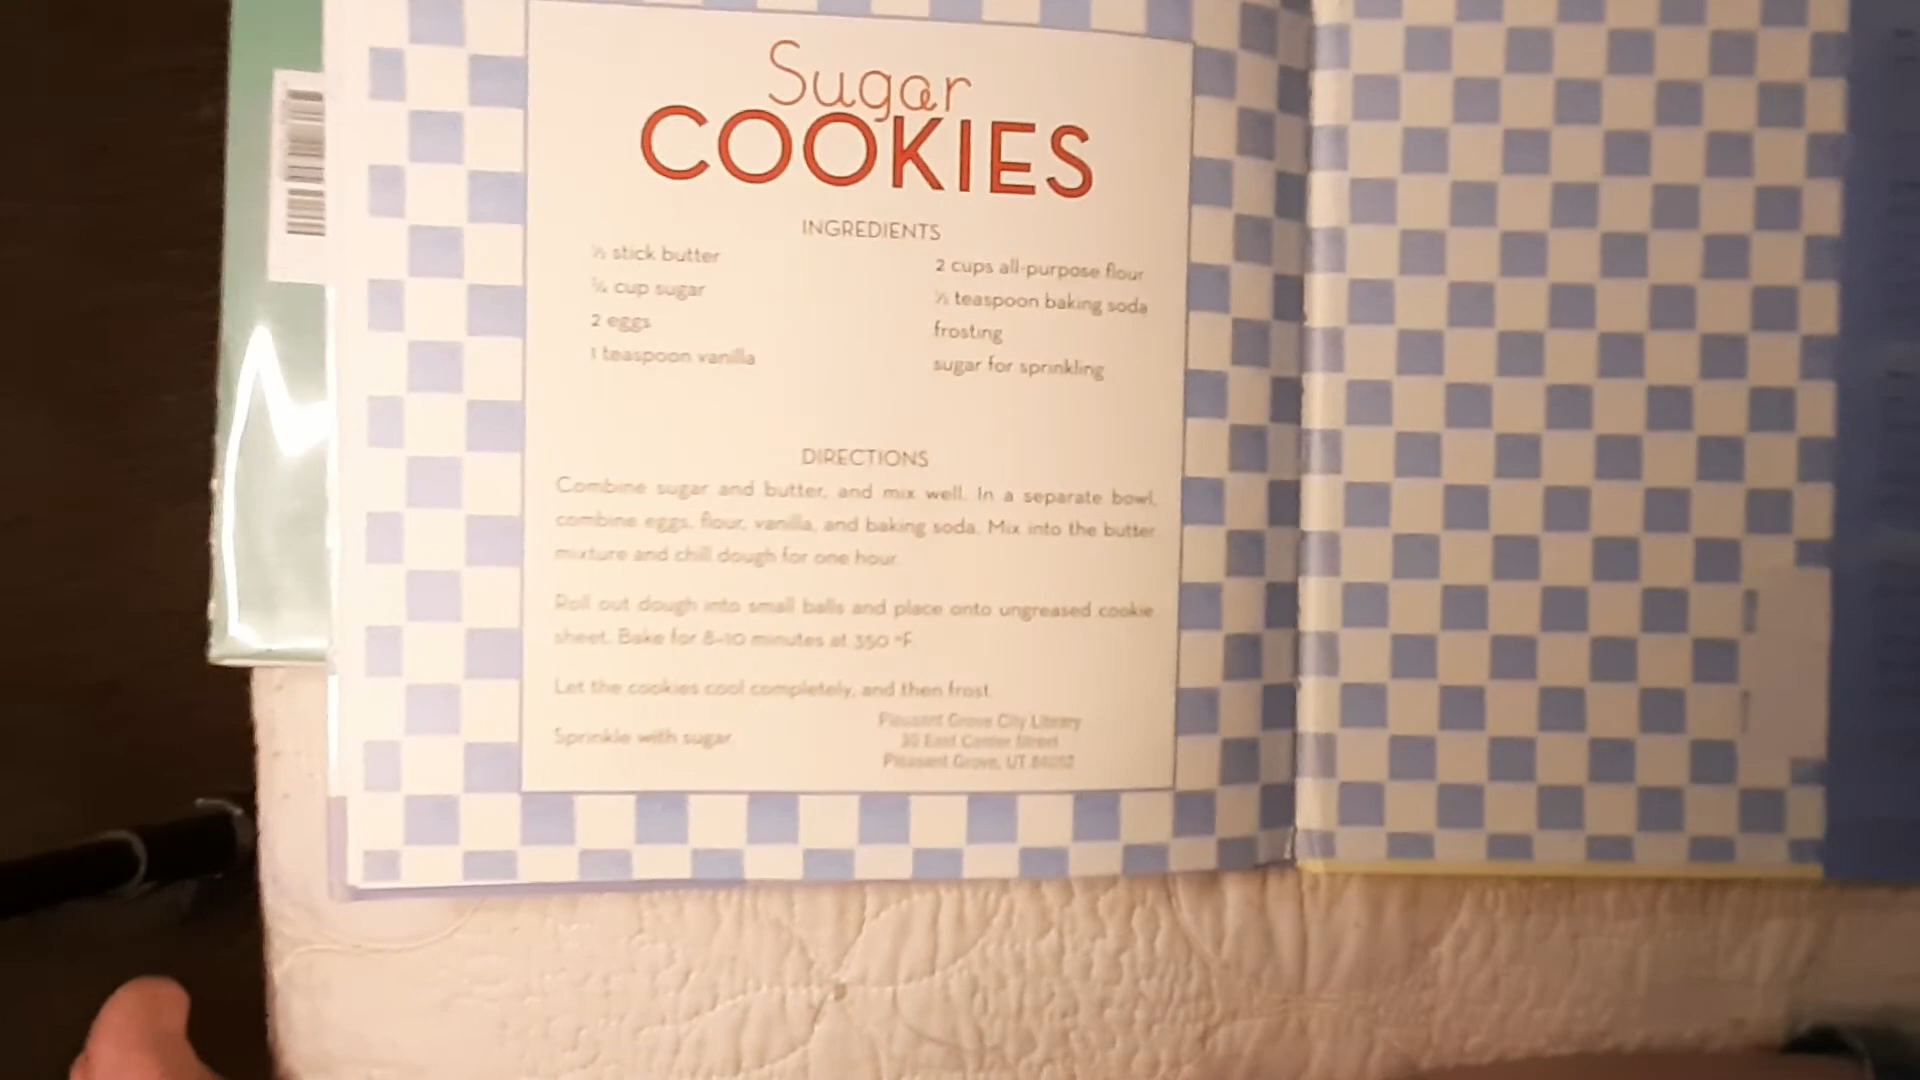 Sugar
COOKIES
INGREDIENTS
½ stick butter
¾ cup sugar
2 eggs
1 teaspoon vanilla
2 cups all-purpose flour
½ teaspoon baking soda
frosting
sugar for sprinkling
DIRECTIONS
Combine sugar and butter, and mix well. In a separate bowl,
combine eggs, flour, vanilla, and baking soda. Mix into the butter
mixture and chill dough for one hour.
Roll out dough into small balls and place onto ungreased cookie
sheet. Bake for 8-10 minutes at 350 °F.
Let the cookies cool completely, and then frost.
Sprinkle with sugar.
Pleasant Grove City Library
30 East Center Street
Pleasant Grove, UT 84062